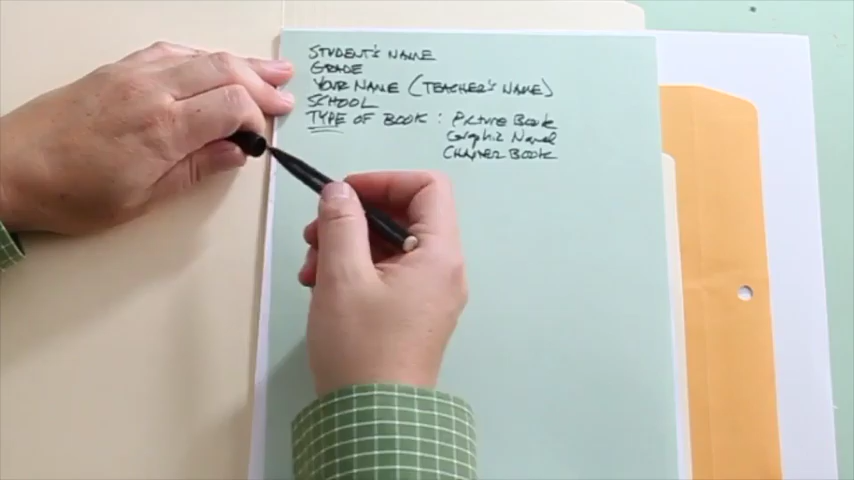 STUDENT'S NAME
GRADE
YOUR NAME (TEACHER'S NAME)
SCHOOL
TYPE OF BOOK : PICTURE BOOK
Graphic Novel
CHAPTER BOOK